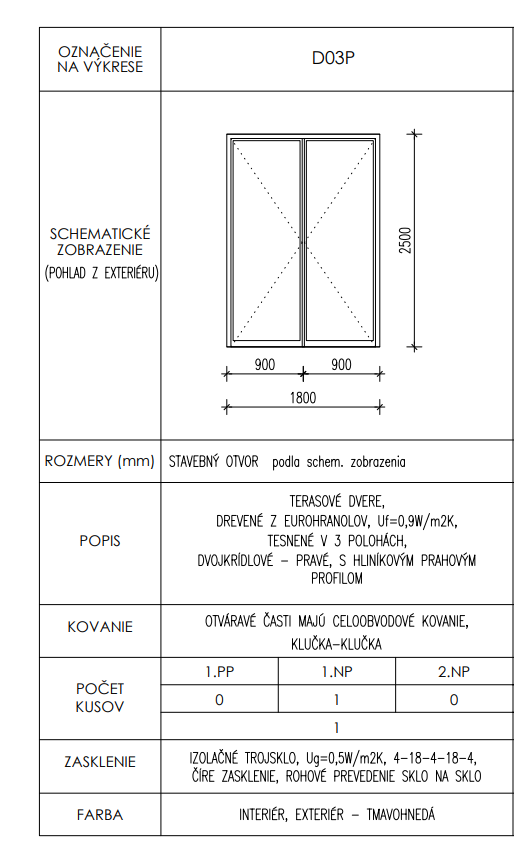 OZNAČENIE
NA VÝKRESE
D03P
SCHEMATICKÉ
ZOBRAZENIE
(POHLAD Z EXTERIÉRU)
2500
900
900
1800
ROZMERY (mm)
STAVEBNÝ OTVOR podla schem. zobrazenia
POPIS
TERASOVÉ DVERE,
DREVENÉ Z EUROHRANOLOV, Uf=0,9W/m2K,
TESNENÉ V 3 POLOHÁCH,
DVOJKRÍDLOVÉ – PRAVÉ, S HLINÍKOVÝM PRAHOVÝM
PROFILOM
KOVANIE
OTVÁRAVÉ ČASTI MAJÚ CELOOBVODOVÉ KOVANIE,
KLUČKA–KLUČKA
POČET
KUSOV
1.PP 1.NP 2.NP
0 1 0
1
ZASKLENIE
IZOLAČNÉ TROJSKLO, Ug=0,5W/m2K, 4-18-4-18-4,
ČÍRE ZASKLENIE, ROHOVÉ PREVEDENIE SKLO NA SKLO
FARBA
INTERIÉR, EXTERIÉR – TMAVOHNEDÁ